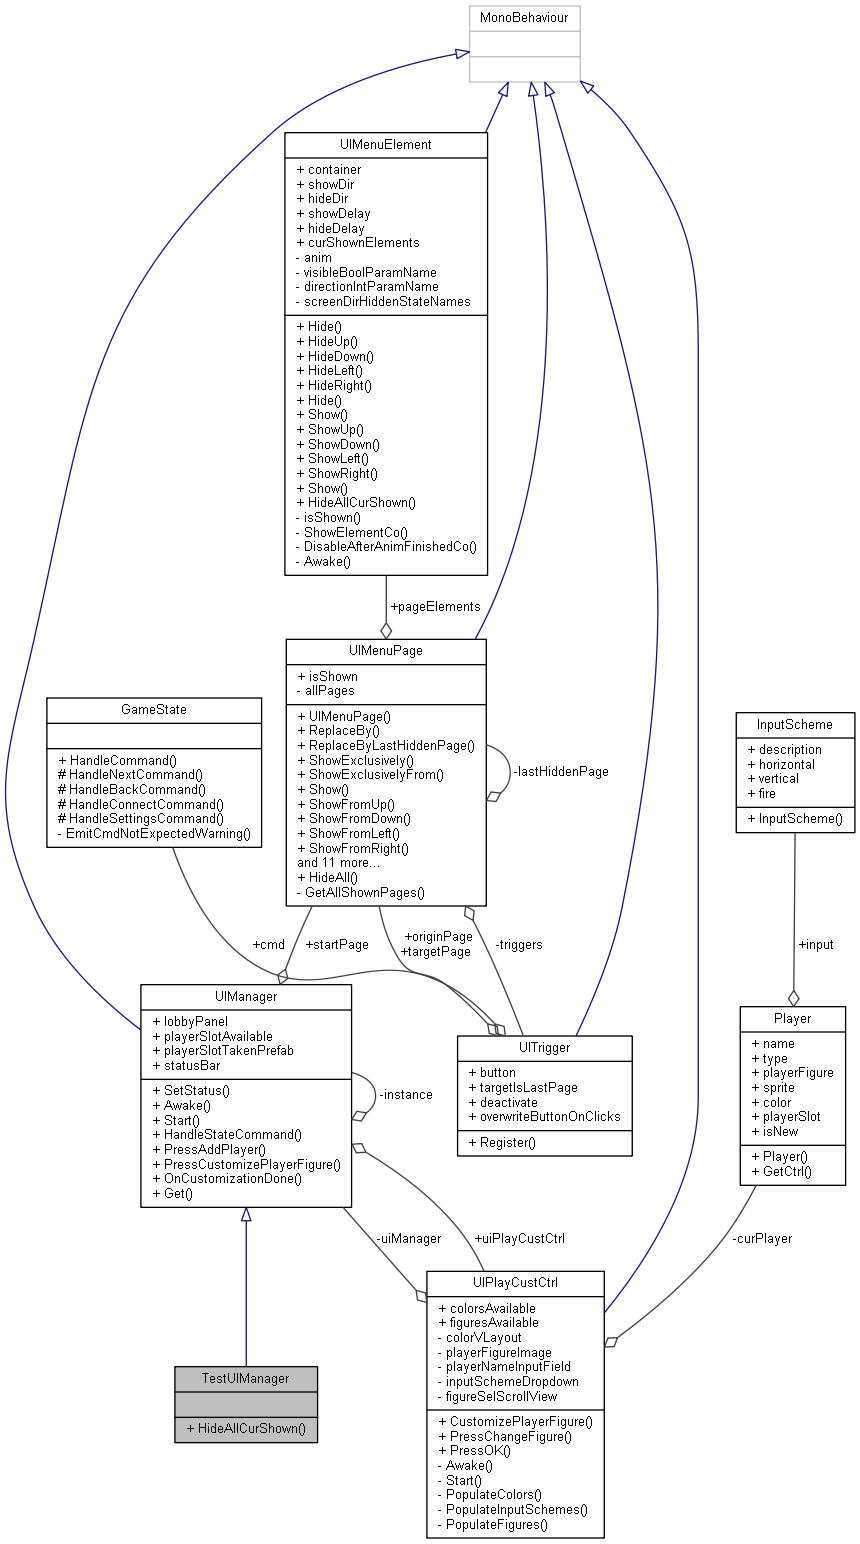 MonoBehaviour
UIMenuElement
+ container
+ showDir
+ hideDir
+ showDelay
+ hideDelay
+ curShownElements
- anim
- visibleBoolParamName
- directionIntParamName
- screenDirHiddenStateNames
+ Hide()
+ HideUp()
+ HideDown()
+ HideLeft()
+ HideRight()
+ Hide()
+ Show()
+ ShowUp()
+ ShowDown()
+ ShowLeft()
+ ShowRight()
+ Show()
+ HideAllCurShown()
- isShown()
- ShowElementCo()
- DisableAfterAnimFinishedCo()
- Awake()
+pageElements
UIMenuPage
+ isShown
- allPages
+ UIMenuPage()
+ ReplaceBy()
+ ReplaceByLastHiddenPage()
+ ShowExclusively()
+ ShowExclusivelyFrom()
+ Show()
+ ShowFromUp()
+ ShowFromDown()
+ ShowFromLeft()
+ ShowFromRight()
and 11 more...
+ HideAll()
- GetAllShownPages()
-lastHiddenPage
GameState
+ HandleCommand()
# HandleNextCommand()
# HandleBackCommand()
# HandleConnectCommand()
# HandleSettingsCommand()
- EmitCmdNotExpectedWarning()
InputScheme
+ description
+ horizontal
+ vertical
+ fire
+ InputScheme()
+cmd
+startPage
+originPage
+targetPage
-triggers
+input
UIManager
+ lobbyPanel
+ playerSlotAvailable
+ playerSlotTakenPrefab
+ statusBar
+ SetStatus()
+ Awake()
+ Start()
+ HandleStateCommand()
+ PressAddPlayer()
+ PressCustomizePlayerFigure()
+ OnCustomizationDone()
+ Get()
-instance
UITrigger
+ button
+ targetIsLastPage
+ deactivate
+ overwriteButtonOnClicks
+ Register()
Player
+ name
+ type
+ playerFigure
+ sprite
+ color
+ playerSlot
+ isNew
+ Player()
+ GetCtrl()
-uiManager
+uiPlayCustCtrl
-curPlayer
UIPlayCustCtrl
+ colorsAvailable
+ figuresAvailable
- colorVLayout
- playerFigureImage
- playerNameInputField
- inputSchemeDropdown
- figureSelScrollView
+ CustomizePlayerFigure()
+ PressChangeFigure()
+ PressOK()
- Awake()
- Start()
- PopulateColors()
- PopulateInputSchemes()
- PopulateFigures()
TestUIManager
+ HideAllCurShown()